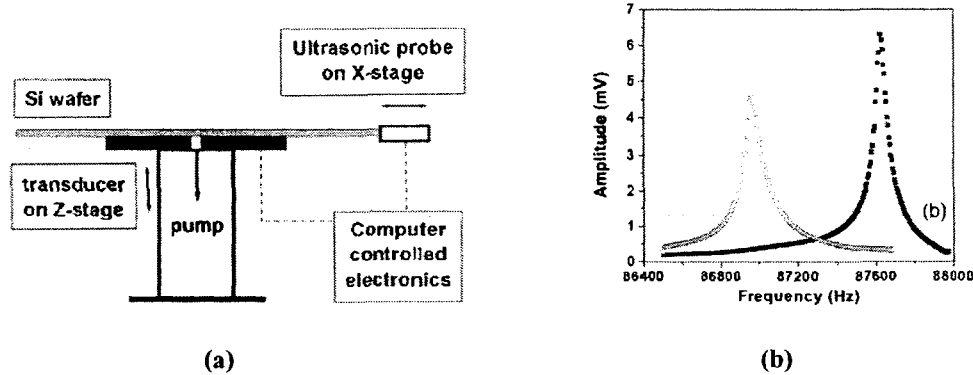 Ultrasonic probe
on X-stage
Si wafer
transducer
on Z-stage
pump
Computer
controlled
electronics
(a)
7
6
5
4
3
2
1
0
Amplitude (mV)
(b)
86400 86800 87200 87600 88000
Frequency (Hz)
(b)